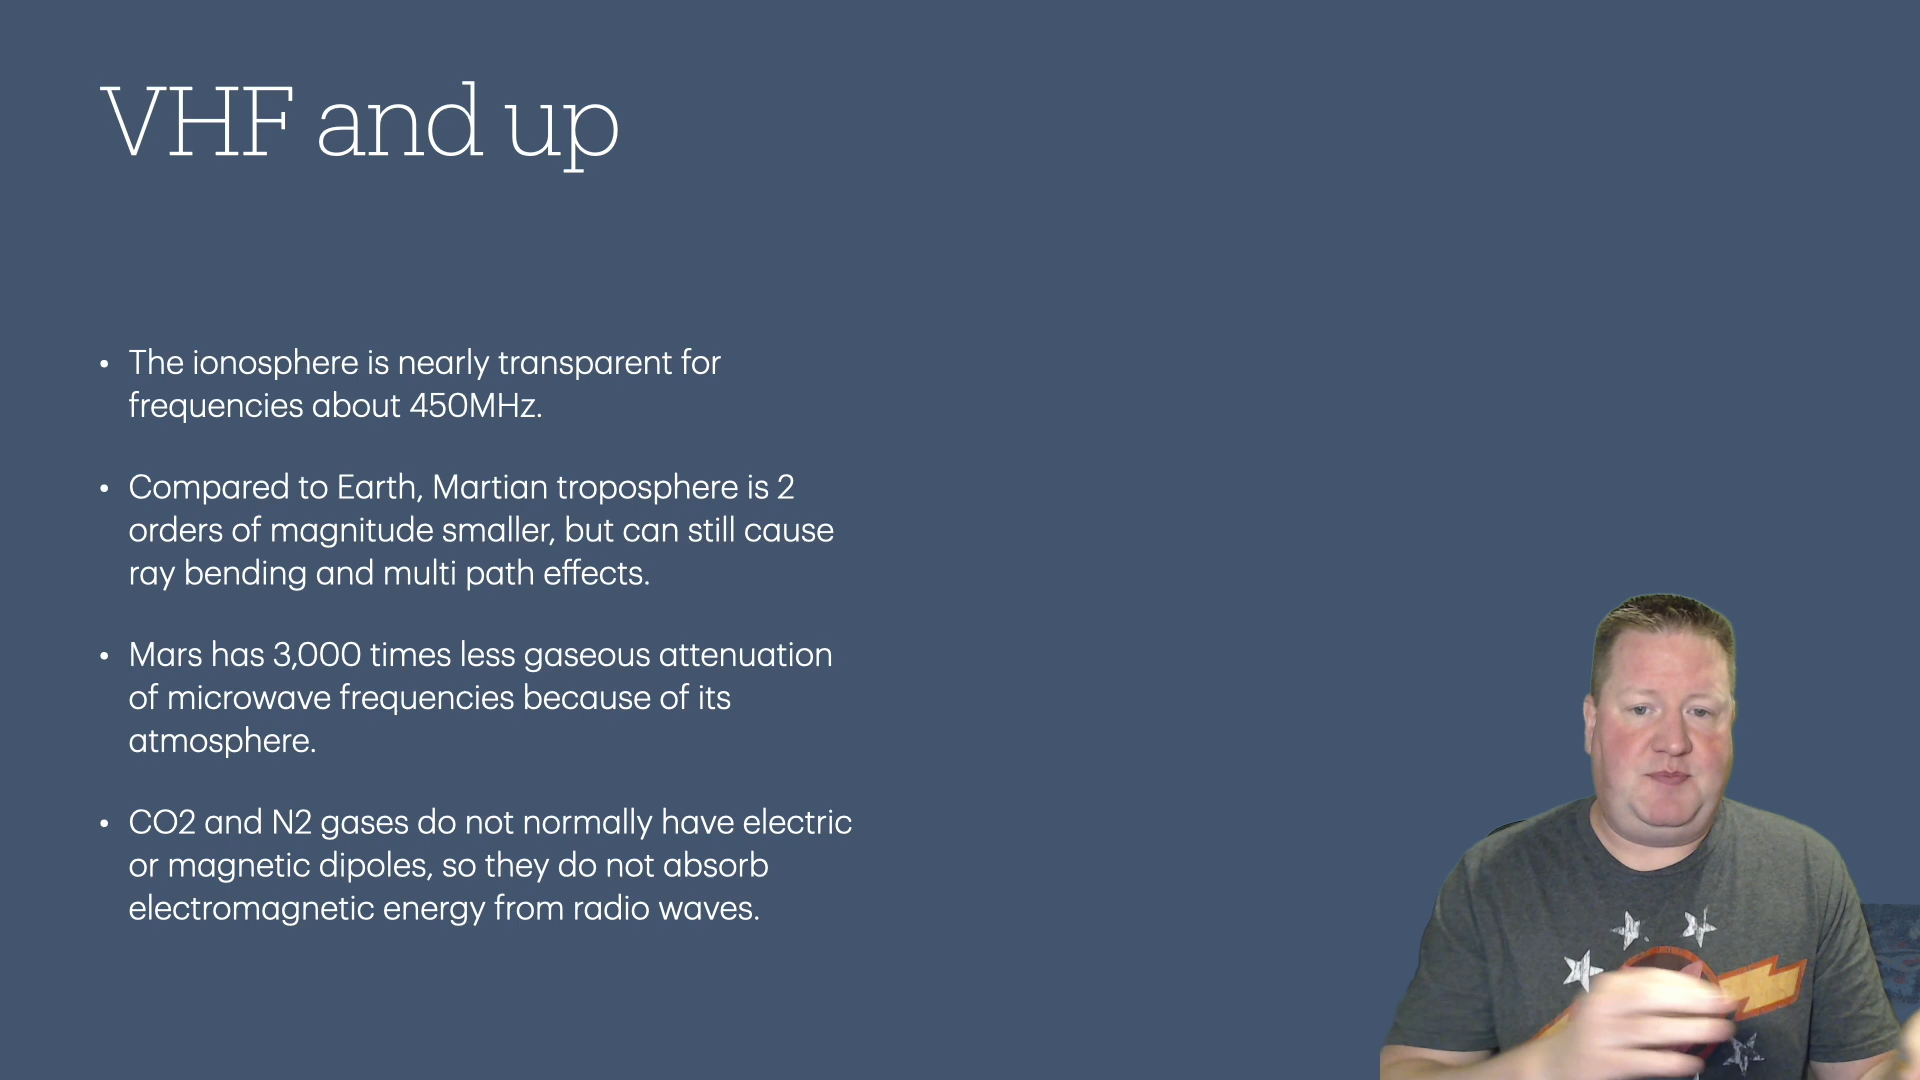 VHF and up
• The ionosphere is nearly transparent for
frequencies about 450MHz.
• Compared to Earth, Martian troposphere is 2
orders of magnitude smaller, but can still cause
ray bending and multi path effects.
• Mars has 3,000 times less gaseous attenuation
of microwave frequencies because of its
atmosphere.
• CO2 and N2 gases do not normally have electric
or magnetic dipoles, so they do not absorb
electromagnetic energy from radio waves.